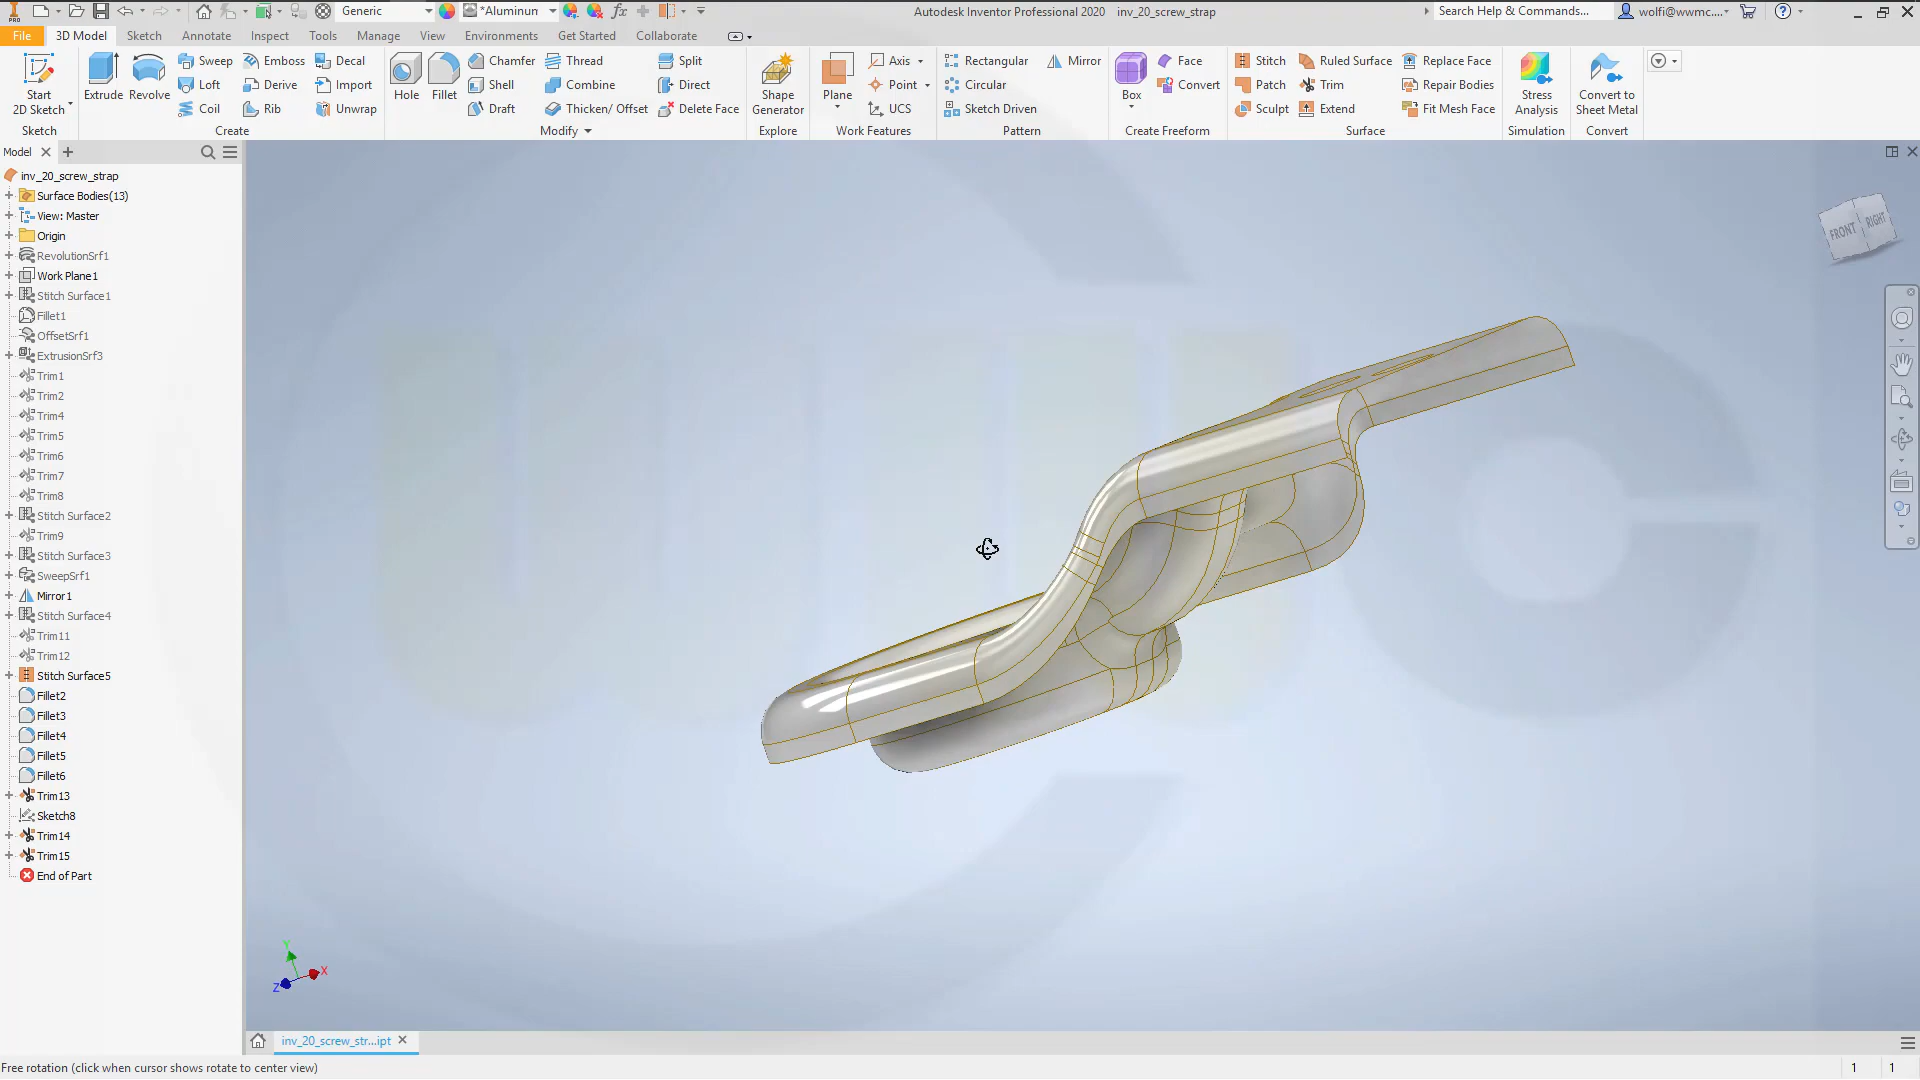 PRO
Generic
*Aluminum
fx
Autodesk Inventor Professional 2020 inv_20_screw_strap
Search Help & Commands...
wolfi@wwmc....
File 3D Model Sketch Annotate Inspect Tools Manage View Environments Get Started Collaborate
Start
2D Sketch
Sketch
Extrude
Revolve
Sweep Emboss Decal
Loft Derive Import
Coil Rib Unwrap
Create
Hole
Fillet
Chamfer Thread Split
Shell Combine Direct
Draft Thicken/ Offset Delete Face
Modify
Shape
Generator
Explore
Plane
Axis
Point
UCS
Work Features
Rectangular Mirror
Circular
Sketch Driven
Pattern
Box
Face
Convert
Create Freeform
Stitch Ruled Surface Replace Face
Patch Trim Repair Bodies
Sculpt Extend Fit Mesh Face
Surface
Stress
Analysis
Simulation
Convert to
Sheet Metal
Convert
Model
inv_20_screw_strap
Surface Bodies(13)
View: Master
Origin
RevolutionSrf1
Work Plane1
Stitch Surface1
Fillet1
OffsetSrf1
ExtrusionSrf3
Trim1
Trim2
Trim4
Trim5
Trim6
Trim7
Trim8
Stitch Surface2
Trim9
Stitch Surface3
SweepSrf1
Mirror1
Stitch Surface4
Trim11
Trim12
Stitch Surface5
Fillet2
Fillet3
Fillet4
Fillet5
Fillet6
Trim13
Sketch8
Trim14
Trim15
End of Part
FRONT
RIGHT
Y
X
Z
inv_20_screw_str...ipt
Free rotation (click when cursor shows rotate to center view)
1 1